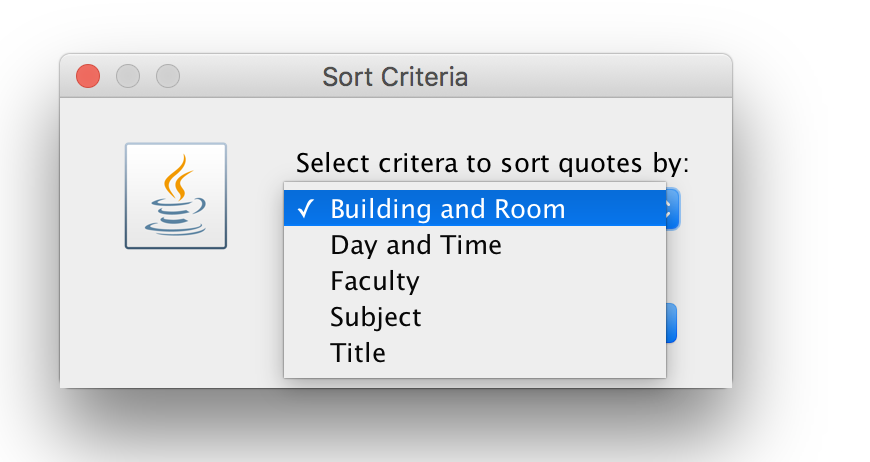 Sort Criteria
Select critera to sort quotes by:
✓ Building and Room
Day and Time
Faculty
Subject
Title